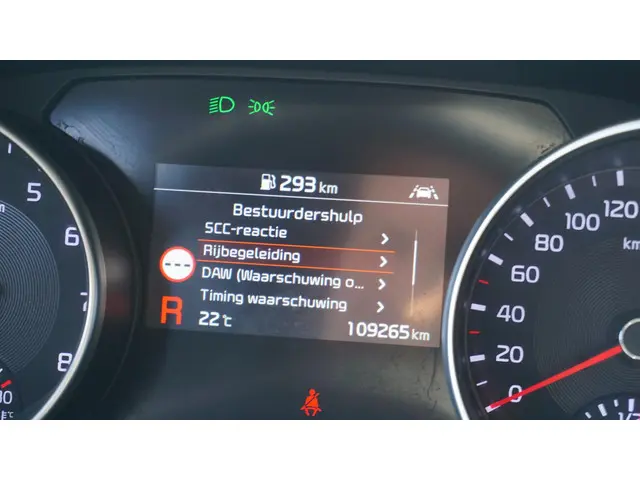 293 km
Bestuurdershulp
SCC-reactie
Rijbegeleiding
DAW (Waarschuwing o...
Timing waarschuwing
R
22 °C
109265 km
5
6
7
8
120
100
80
60
40
20
0
km/